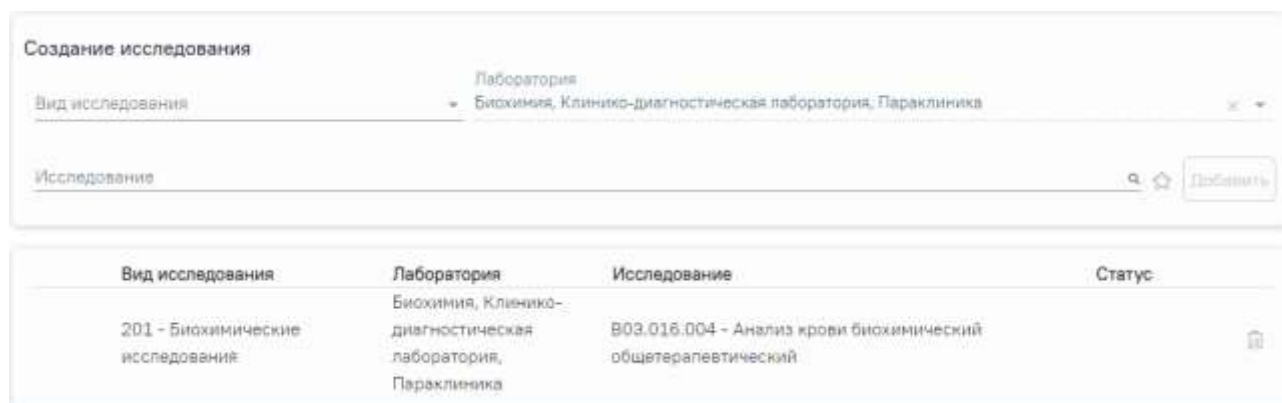 Создание исследования
Лаборатория
Вид исследования
Биохимия, Клинико-диагностическая лаборатория, Параклиника
Исследование
Добавить
Вид исследования Лаборатория Исследование Статус
Биохимия, Клинико-
201 - Биохимические диагностическая B03.016.004 - Анализ крови биохимический
исследования лаборатория, общетерапевтический
Параклиника